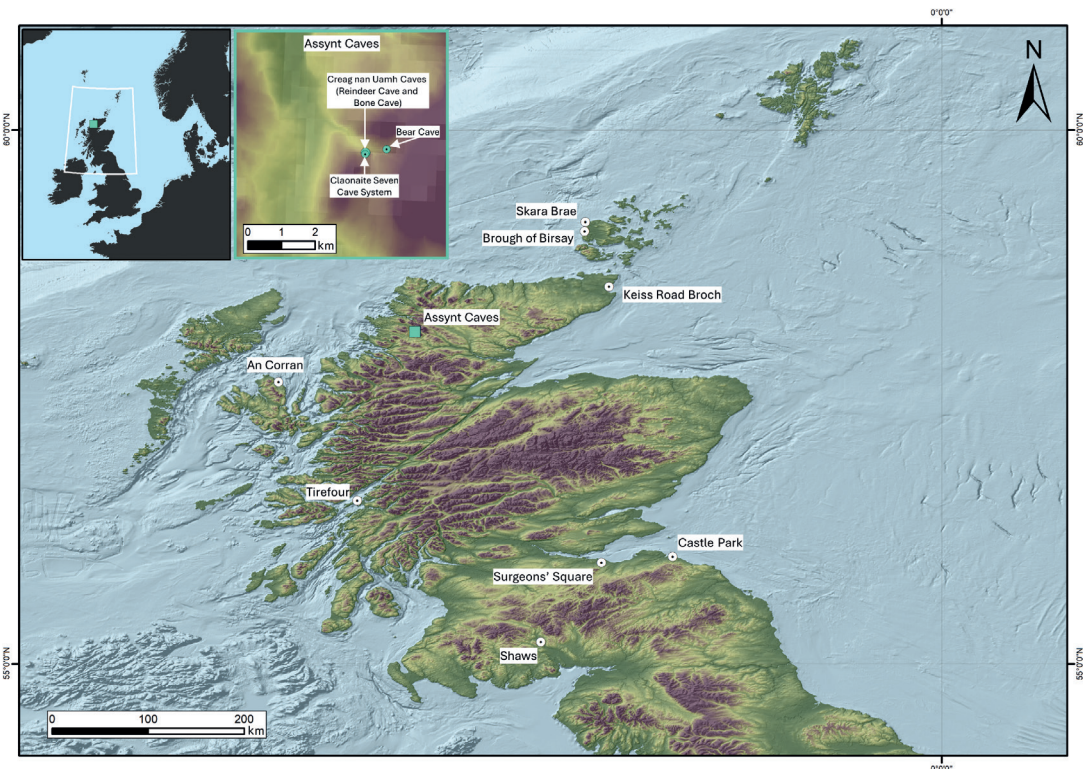 0°0'0"
Assynt Caves
Creag nan Uamh Caves
(Reindeer Cave and
Bone Cave)
Bear Cave
Claonaite Seven
Cave System
0 1 2
km
N
60°0'0"N
60°0'0"N
Skara Brae
Brough of Birsay
Keiss Road Broch
Assynt Caves
An Corran
Tirefour
Castle Park
Surgeons' Square
Shaws
55°0'0"N
55°0'0"N
0 100 200
km
0°0'0"